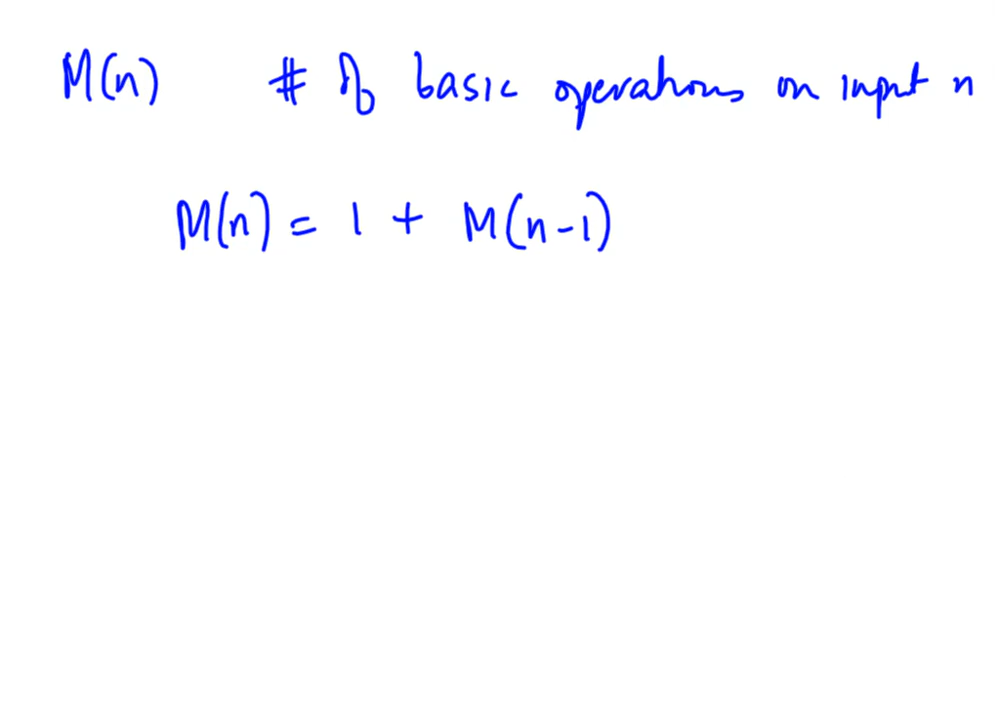 M(n) # of basic operations on input n
M(n) = 1 + M(n-1)